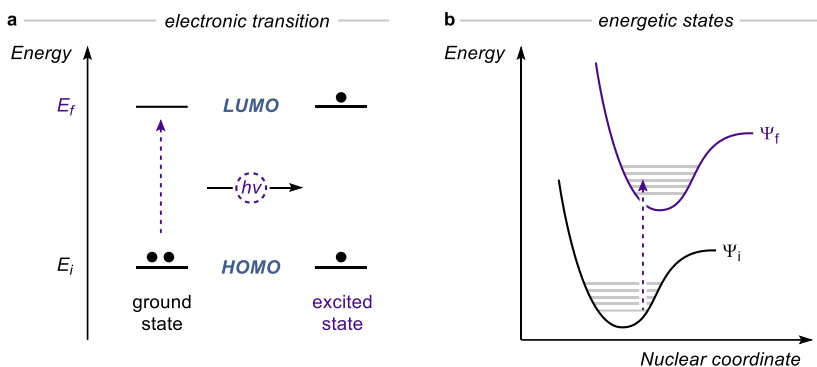 a
electronic transition
Energy
E_f
LUMO
hν
E_i
HOMO
ground
state
excited
state
b
energetic states
Energy
Ψ_f
Ψ_i
Nuclear coordinate